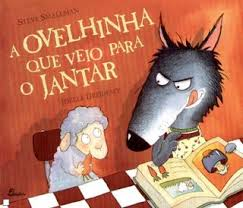 STEVE SMALLMAN
A OVELHINHA
QUE VEIO PARA
O JANTAR
JOELLE DREIDEMY